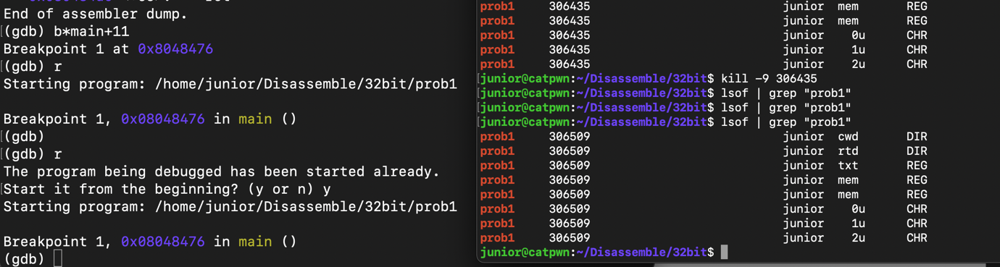 End of assembler dump.
(gdb) b*main+11
Breakpoint 1 at 0x8048476
(gdb) r
Starting program: /home/junior/Disassemble/32bit/prob1
Breakpoint 1, 0x08048476 in main ()
(gdb)
(gdb) r
The program being debugged has been started already.
Start it from the beginning? (y or n) y
Starting program: /home/junior/Disassemble/32bit/prob1
Breakpoint 1, 0x08048476 in main ()
(gdb)
prob1 306435 junior mem REG
prob1 306435 junior mem REG
prob1 306435 junior 0u CHR
prob1 306435 junior 1u CHR
prob1 306435 junior 2u CHR
[junior@catpwn:~/Disassemble/32bit$ kill -9 306435
[junior@catpwn:~/Disassemble/32bit$ lsof | grep "prob1"
[junior@catpwn:~/Disassemble/32bit$ lsof | grep "prob1"
[junior@catpwn:~/Disassemble/32bit$ lsof | grep "prob1"
prob1 306509 junior cwd DIR
prob1 306509 junior rtd DIR
prob1 306509 junior txt REG
prob1 306509 junior mem REG
prob1 306509 junior mem REG
prob1 306509 junior 0u CHR
prob1 306509 junior 1u CHR
prob1 306509 junior 2u CHR
junior@catpwn:~/Disassemble/32bit$